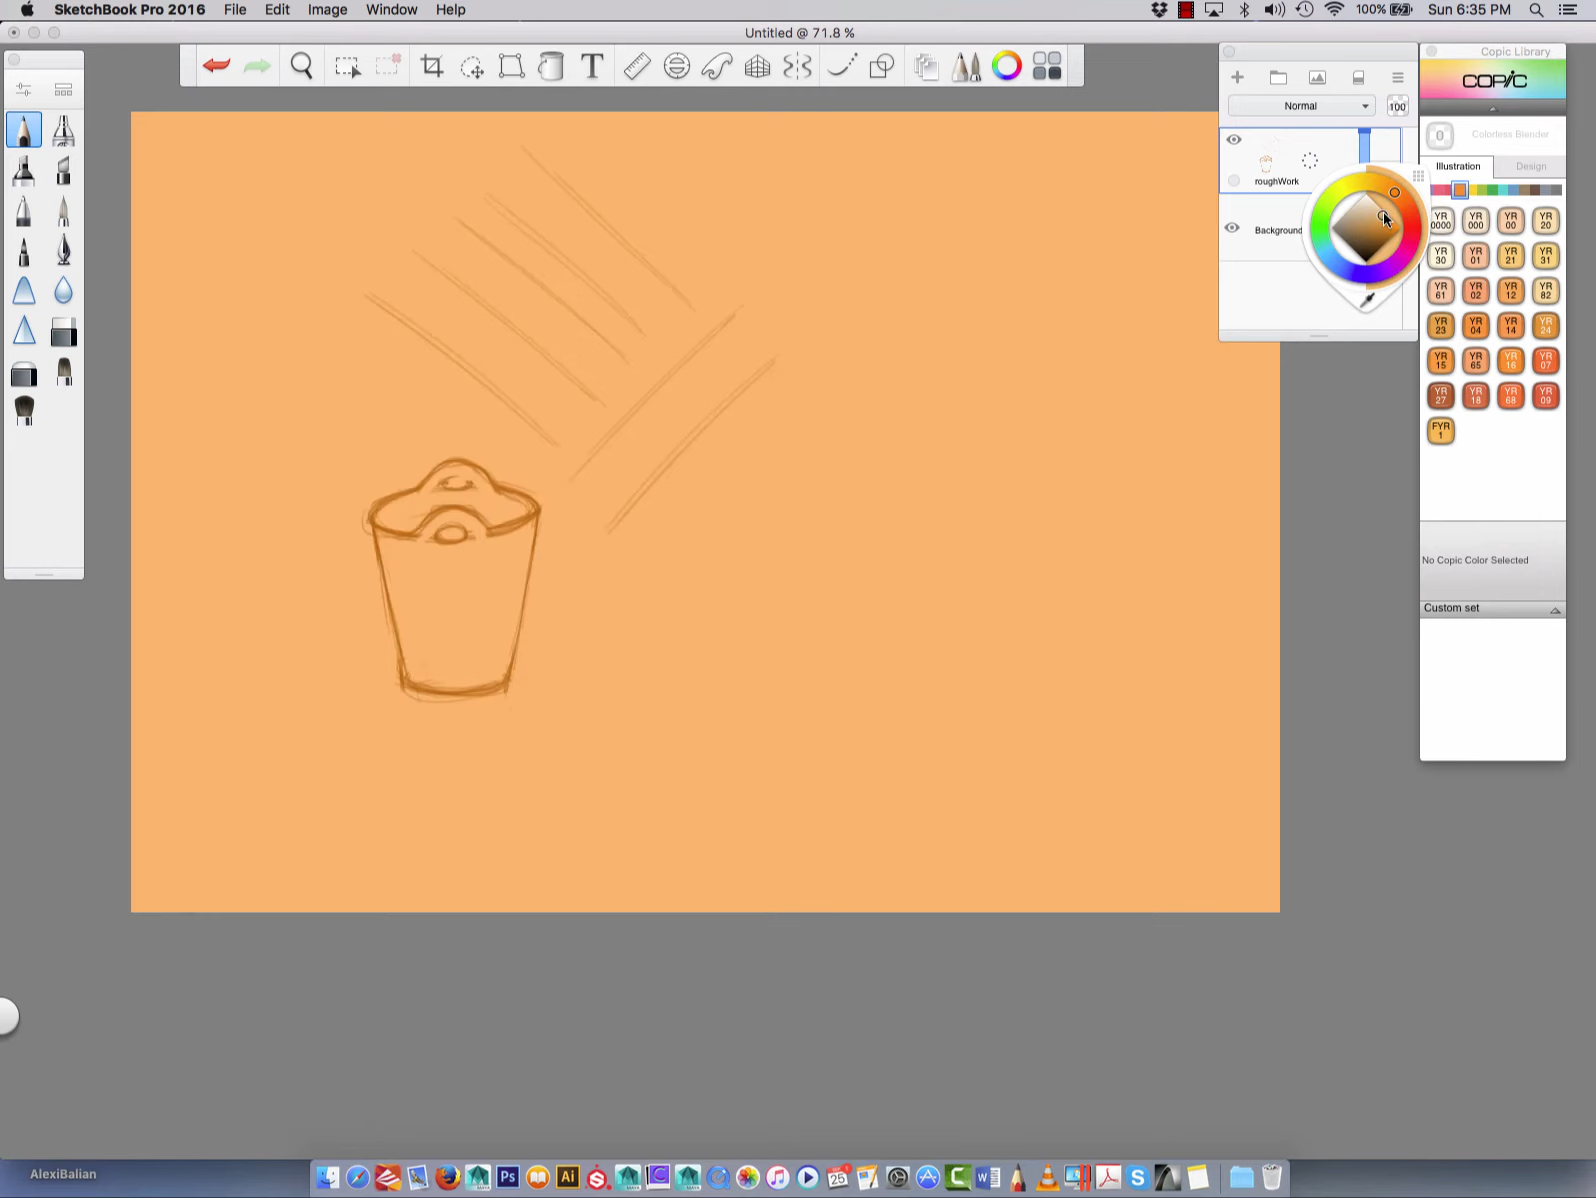 SketchBook Pro 2016 File Edit Image Window Help 100% Sun 6:35 PM
Untitled @ 71.8 %
T
Normal 100
roughWork
Background
Copic Library
COPIC
0 Colorless Blender
Illustration Design
YR 0000 YR 000 YR 00 YR 20
YR 30 YR 01 YR 21 YR 31
YR 61 YR 02 YR 12 YR 82
YR 23 YR 04 YR 14 YR 24
YR 15 YR 65 YR 16 YR 07
YR 27 YR 18 YR 68 YR 09
FYR 1
No Copic Color Selected
Custom set
AlexiBalian
Ps Ai 25